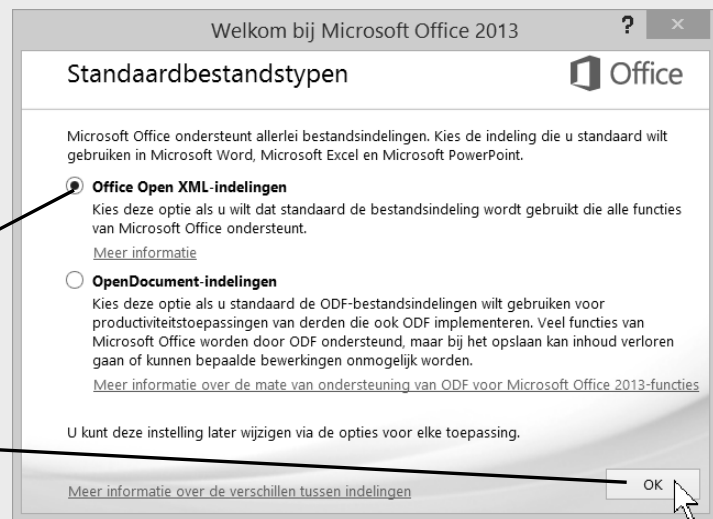 Welkom bij Microsoft Office 2013
? ×
Standaardbestandstypen
Office
Microsoft Office ondersteunt allerlei bestandsindelingen. Kies de indeling die u standaard wilt
gebruiken in Microsoft Word, Microsoft Excel en Microsoft PowerPoint.
Office Open XML-indelingen
Kies deze optie als u wilt dat standaard de bestandsindeling wordt gebruikt die alle functies
van Microsoft Office ondersteunt.
Meer informatie
OpenDocument-indelingen
Kies deze optie als u standaard de ODF-bestandsindelingen wilt gebruiken voor
productiviteitstoepassingen van derden die ook ODF implementeren. Veel functies van
Microsoft Office worden door ODF ondersteund, maar bij het opslaan kan inhoud verloren
gaan of kunnen bepaalde bewerkingen onmogelijk worden.
Meer informatie over de mate van ondersteuning van ODF voor Microsoft Office 2013-functies
U kunt deze instelling later wijzigen via de opties voor elke toepassing.
OK
Meer informatie over de verschillen tussen indelingen